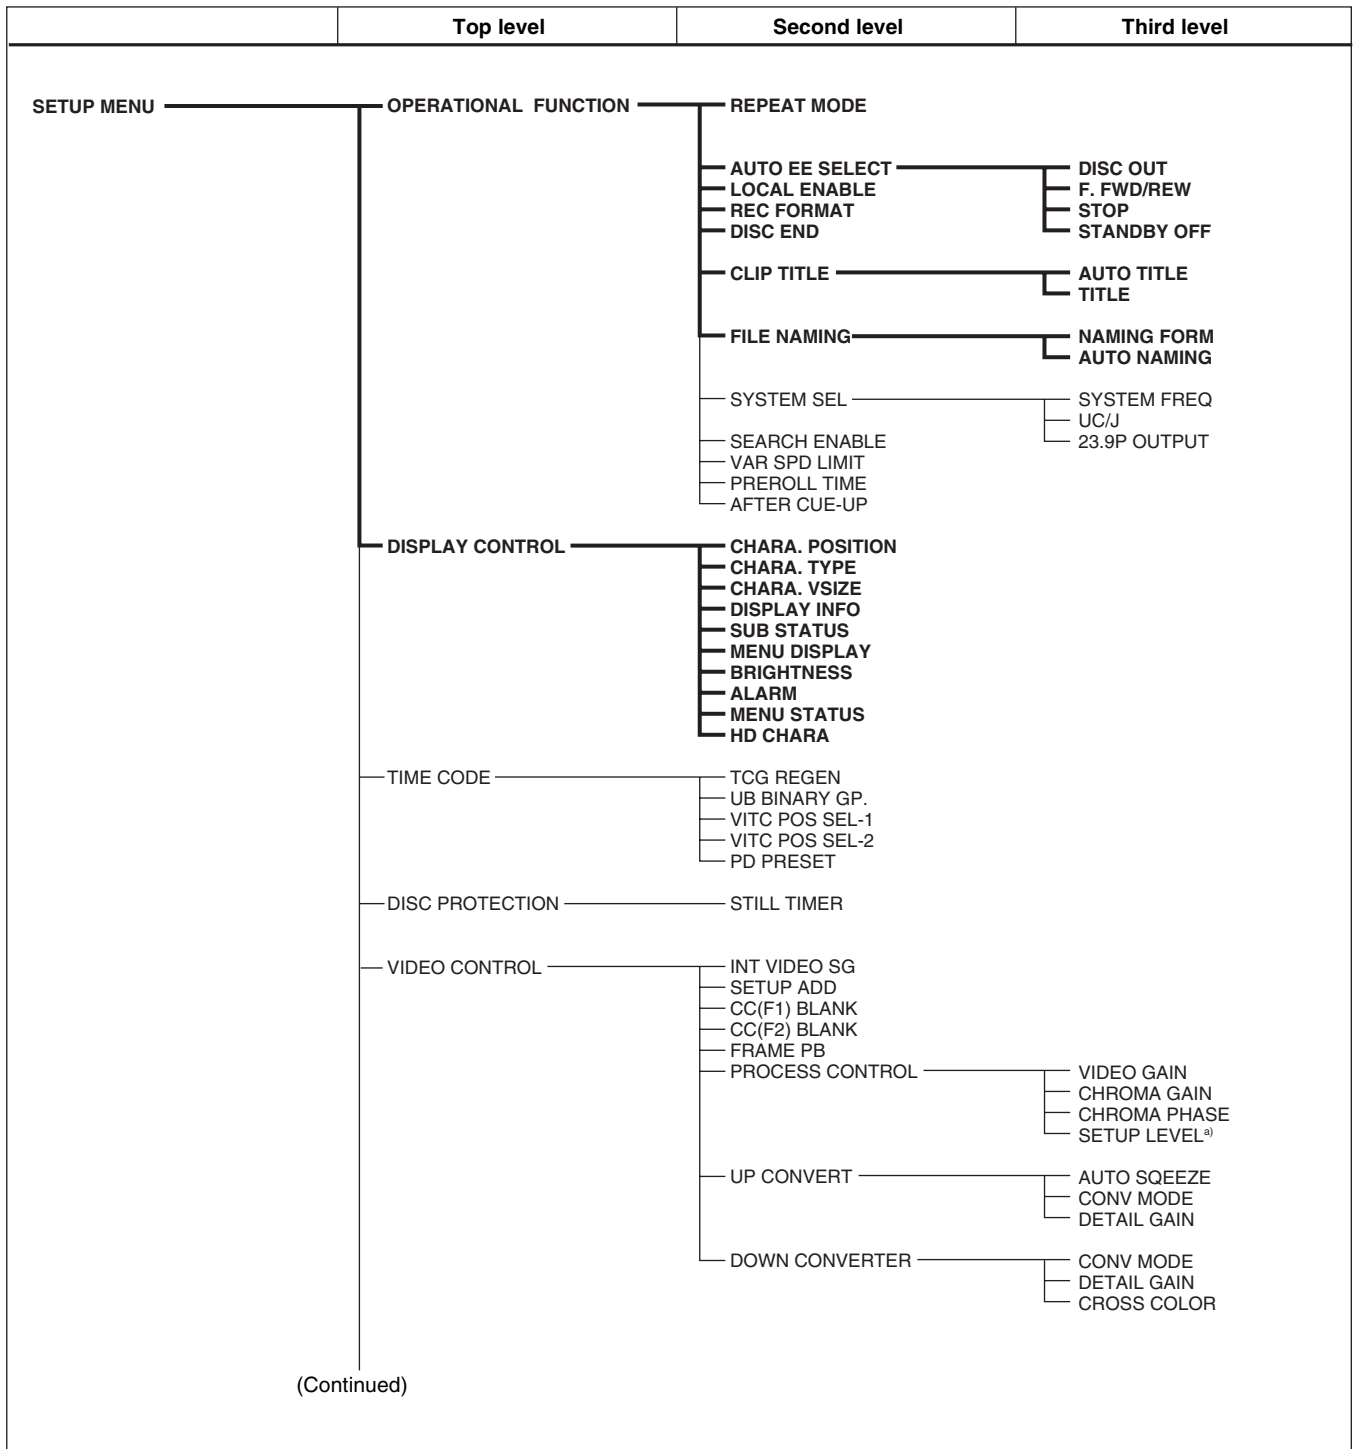 Top level Second level Third level
SETUP MENU OPERATIONAL FUNCTION REPEAT MODE
AUTO EE SELECT DISC OUT
LOCAL ENABLE F. FWD/REW
REC FORMAT STOP
DISC END STANDBY OFF
CLIP TITLE AUTO TITLE
TITLE
FILE NAMING NAMING FORM
AUTO NAMING
SYSTEM SEL SYSTEM FREQ
UC/J
SEARCH ENABLE 23.9P OUTPUT
VAR SPD LIMIT
PREROLL TIME
AFTER CUE-UP
DISPLAY CONTROL CHARA. POSITION
CHARA. TYPE
CHARA. VSIZE
DISPLAY INFO
SUB STATUS
MENU DISPLAY
BRIGHTNESS
ALARM
MENU STATUS
HD CHARA
TIME CODE TCG REGEN
UB BINARY GP.
VITC POS SEL-1
VITC POS SEL-2
PD PRESET
DISC PROTECTION STILL TIMER
VIDEO CONTROL INT VIDEO SG
SETUP ADD
CC(F1) BLANK
CC(F2) BLANK
FRAME PB
PROCESS CONTROL VIDEO GAIN
CHROMA GAIN
CHROMA PHASE
SETUP LEVEL a)
UP CONVERT AUTO SQEEZE
CONV MODE
DETAIL GAIN
DOWN CONVERTER CONV MODE
DETAIL GAIN
CROSS COLOR
(Continued)